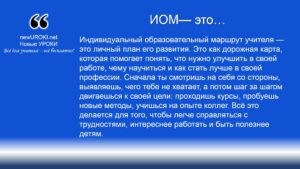 ИОМ— это…
newUROKI.net
Новые УРОКИ
Всё для учителя - всё бесплатно!
Индивидуальный образовательный маршрут учителя —
это личный план его развития. Это как дорожная карта,
которая помогает понять, что нужно улучшить в своей
работе, чему научиться и как стать лучше в своей
профессии. Сначала ты смотришь на себя со стороны,
выявляешь, чего тебе не хватает, а потом шаг за шагом
двигаешься к своей цели: проходишь курсы, пробуешь
новые методы, учишься на опыте коллег. Всё это
делается для того, чтобы легче справляться с
трудностями, интереснее работать и быть полезнее
детям.